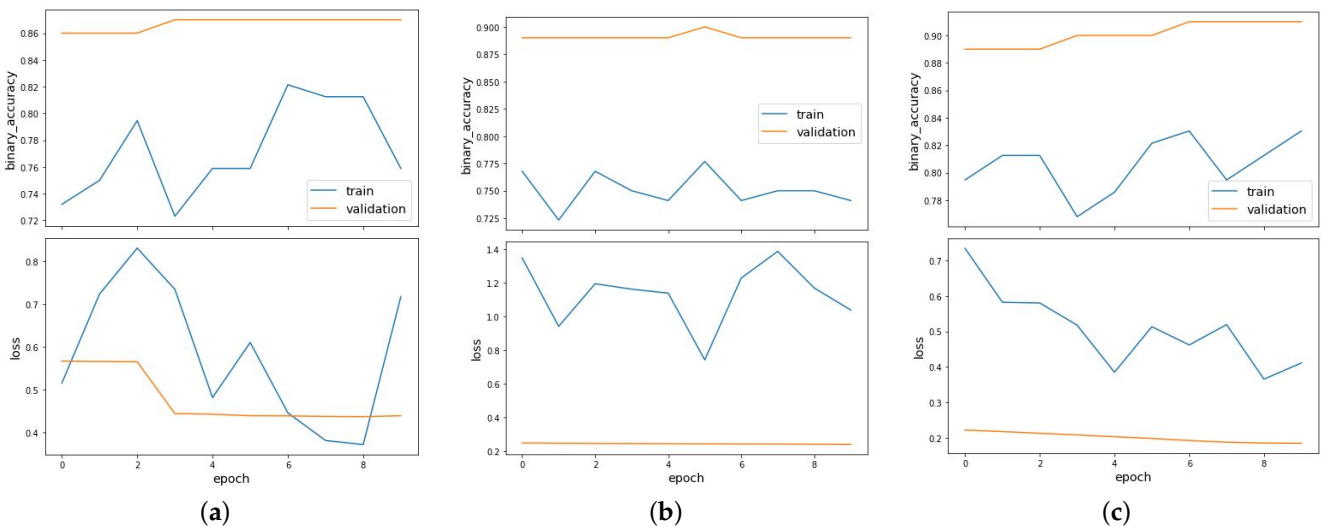 0.86
0.84
0.82
0.80
0.78
0.76
0.74
0.72
binary_accuracy
train
validation
0.8
0.7
0.6
0.5
0.4
loss
0 2 4 6 8
epoch
(a)
0.900
0.875
0.850
0.825
0.800
0.775
0.750
0.725
binary_accuracy
train
validation
1.4
1.2
1.0
0.8
0.6
0.4
0.2
loss
0 2 4 6 8
epoch
(b)
0.90
0.88
0.86
0.84
0.82
0.80
0.78
binary_accuracy
train
validation
0.7
0.6
0.5
0.4
0.3
0.2
loss
0 2 4 6 8
epoch
(c)